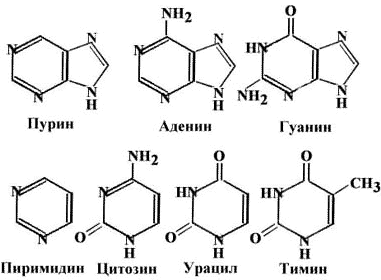 NH₂ O
N N N N HN N
N N H N N H NH₂ N N H
Пурин Аденин Гуанин
NH₂ O O CH₃
N N HN HN
N O N H O N H O N H
Пиримидин Цитозин Урацил Тимин